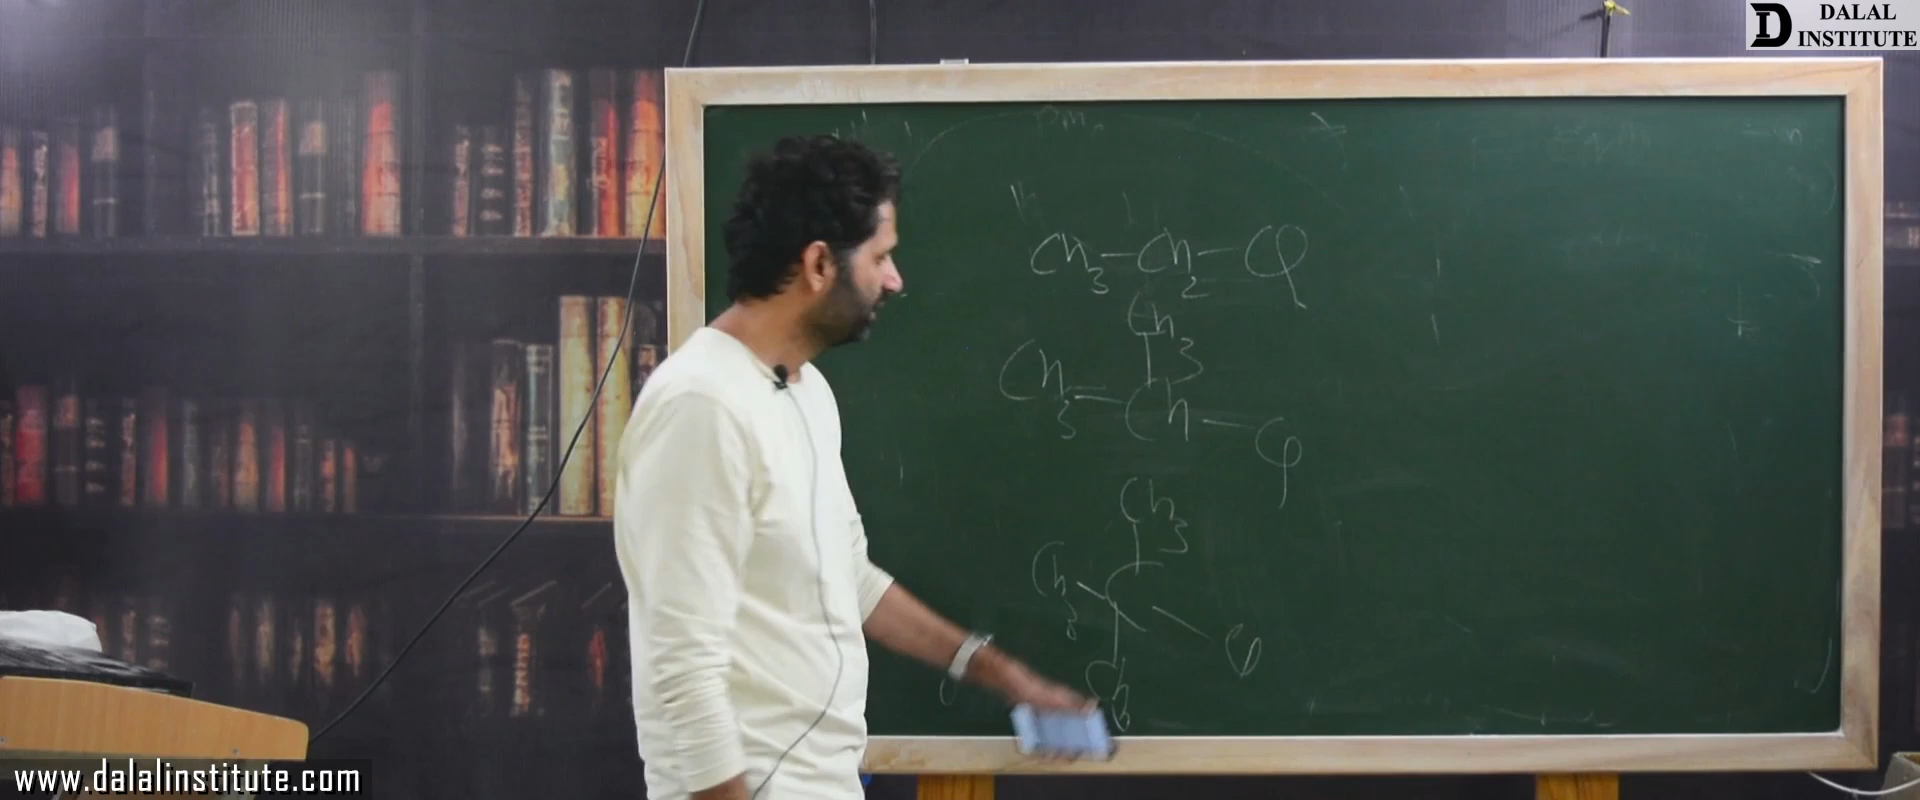 DALAL
INSTITUTE
CH3-CH2-Cl
CH3
CH3-CH-Cl
CH3
CH3-C-Cl
CH3
www.dalalinstitute.com